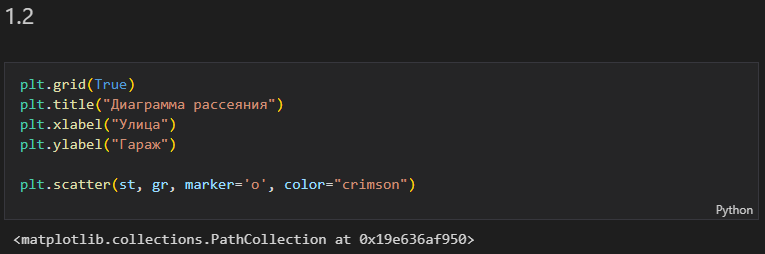 1.2
plt.grid(True)
plt.title("Диаграмма рассеяния")
plt.xlabel("Улица")
plt.ylabel("Гараж")
plt.scatter(st, gr, marker='o', color="crimson")
Python
<matplotlib.collections.PathCollection at 0x19e636af950>